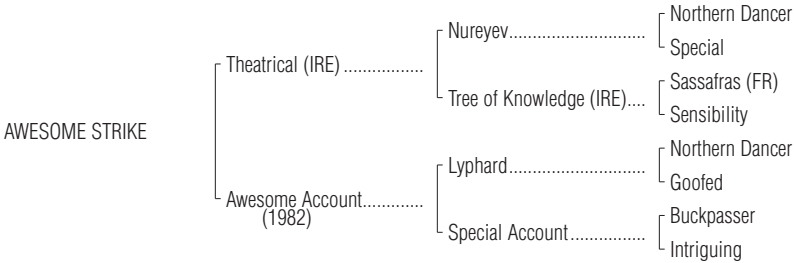 Northern Dancer
Nureyev.............................
Special
Theatrical (IRE) .................
Sassafras (FR)
Tree of Knowledge (IRE)....
Sensibility
AWESOME STRIKE
Northern Dancer
Lyphard.............................
Goofed
Awesome Account.............
(1982)
Buckpasser
Special Account................
Intriguing